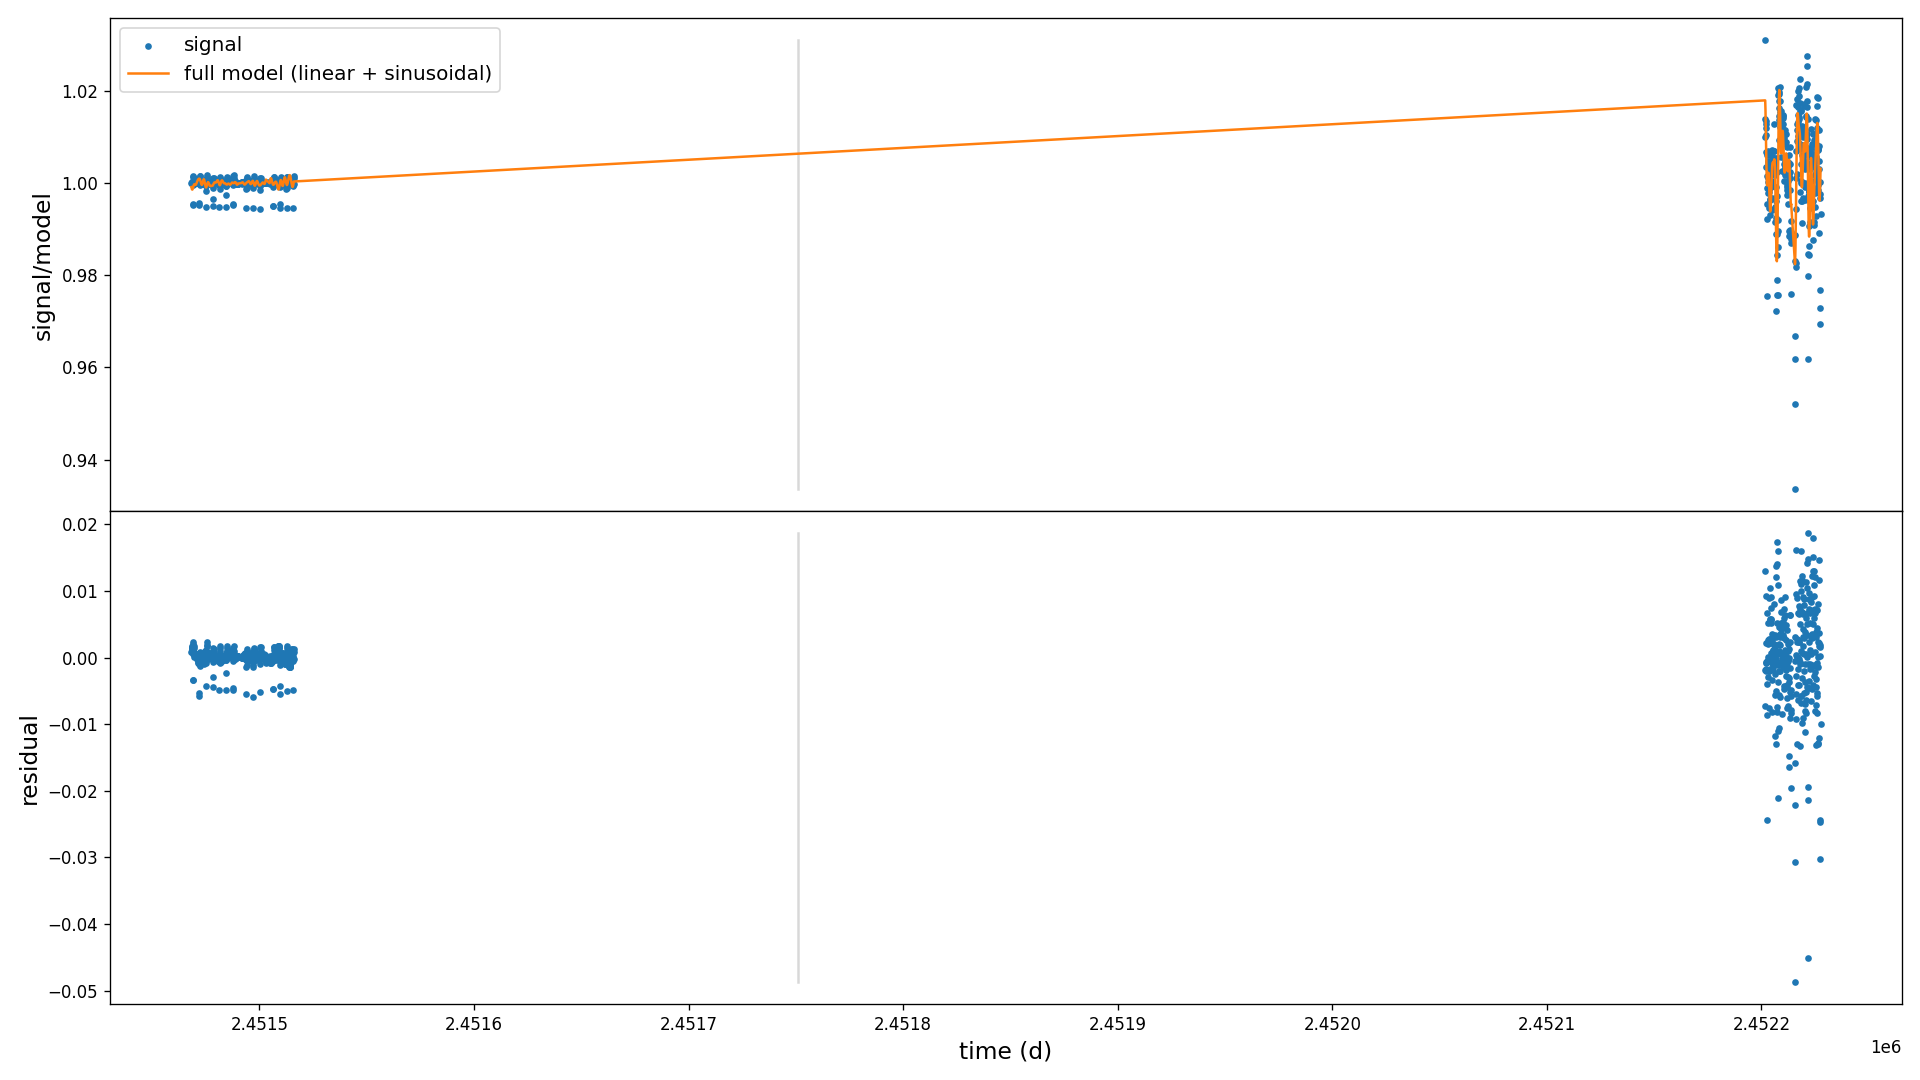 signal
full model (linear + sinusoidal)
signal/model
1.02
1.00
0.98
0.96
0.94
residual
0.02
0.01
0.00
−0.01
−0.02
−0.03
−0.04
−0.05
2.4515 2.4516 2.4517 2.4518 2.4519 2.4520 2.4521 2.4522
1e6
time (d)